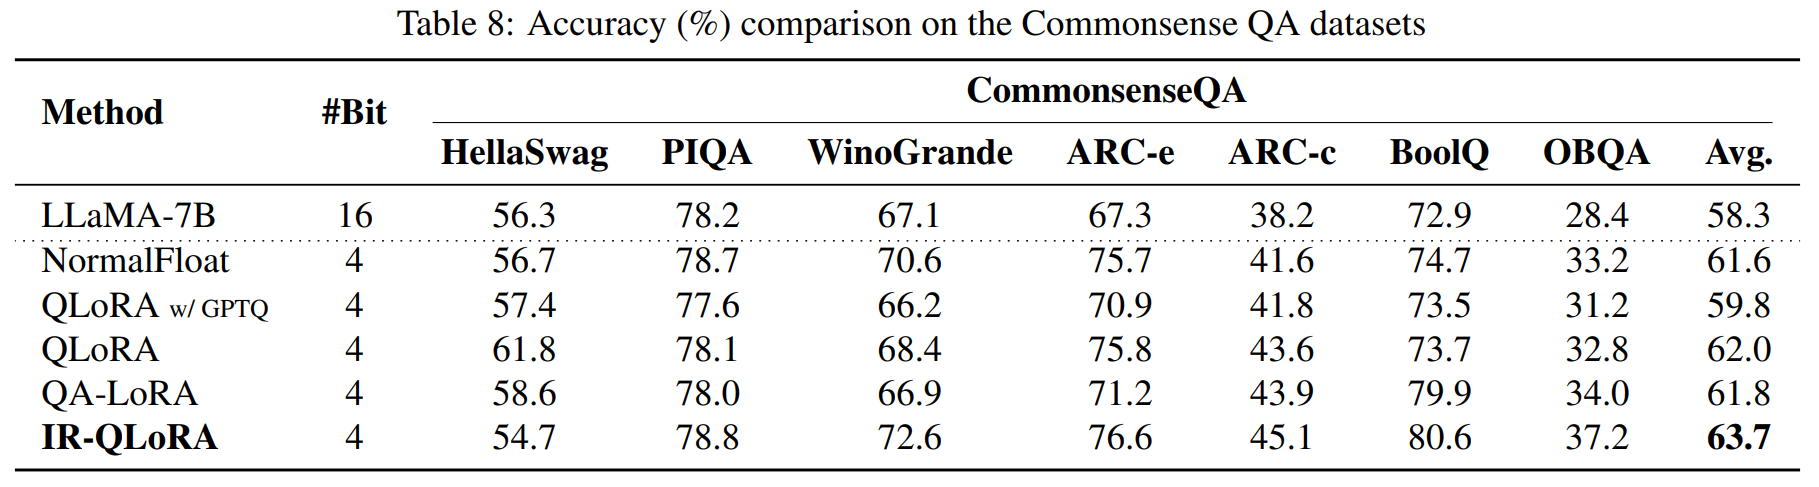 Table 8: Accuracy (%) comparison on the Commonsense QA datasets
Method #Bit CommonsenseQA
HellaSwag PIQA WinoGrande ARC-e ARC-c BoolQ OBQA Avg.
LLaMA-7B 16 56.3 78.2 67.1 67.3 38.2 72.9 28.4 58.3
NormalFloat 4 56.7 78.7 70.6 75.7 41.6 74.7 33.2 61.6
QLoRA w/ GPTQ 4 57.4 77.6 66.2 70.9 41.8 73.5 31.2 59.8
QLoRA 4 61.8 78.1 68.4 75.8 43.6 73.7 32.8 62.0
QA-LoRA 4 58.6 78.0 66.9 71.2 43.9 79.9 34.0 61.8
IR-QLoRA 4 54.7 78.8 72.6 76.6 45.1 80.6 37.2 63.7